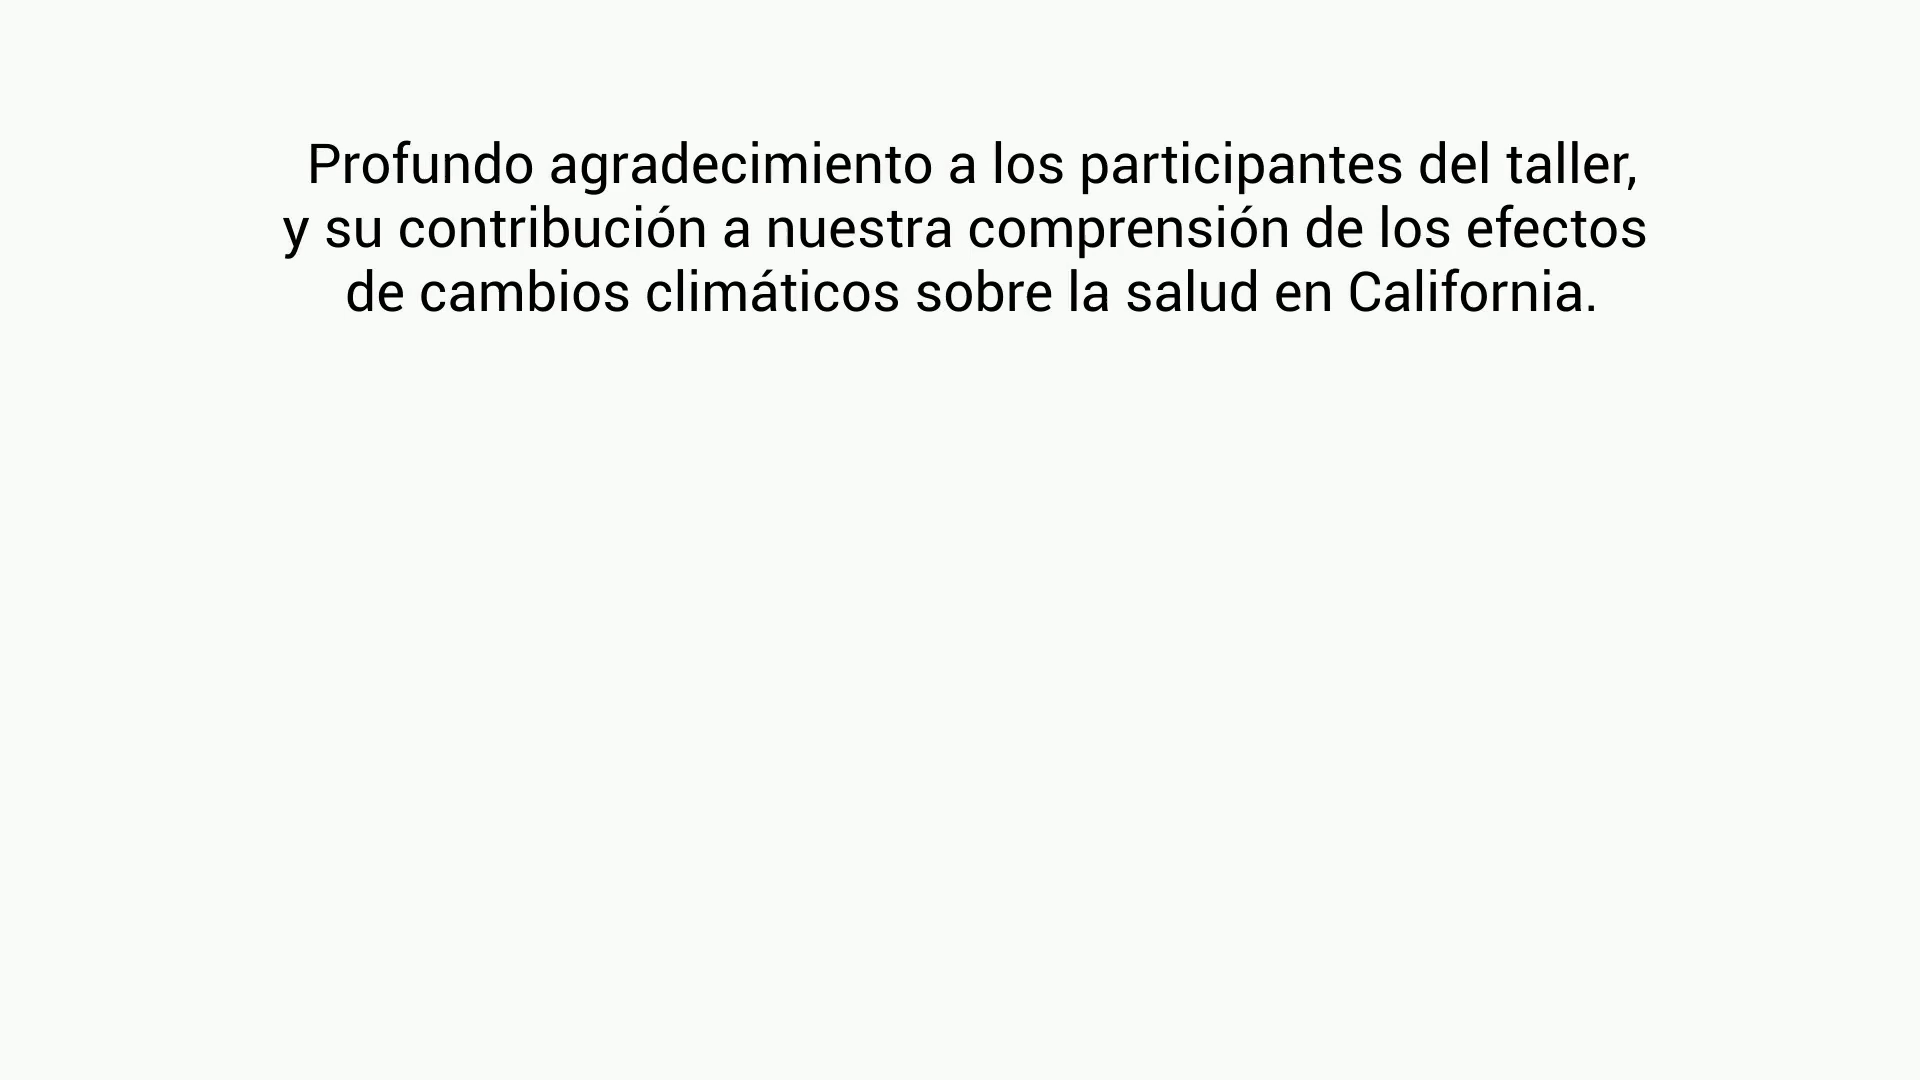 Profundo agradecimiento a los participantes del taller,
y su contribución a nuestra comprensión de los efectos
de cambios climáticos sobre la salud en California.